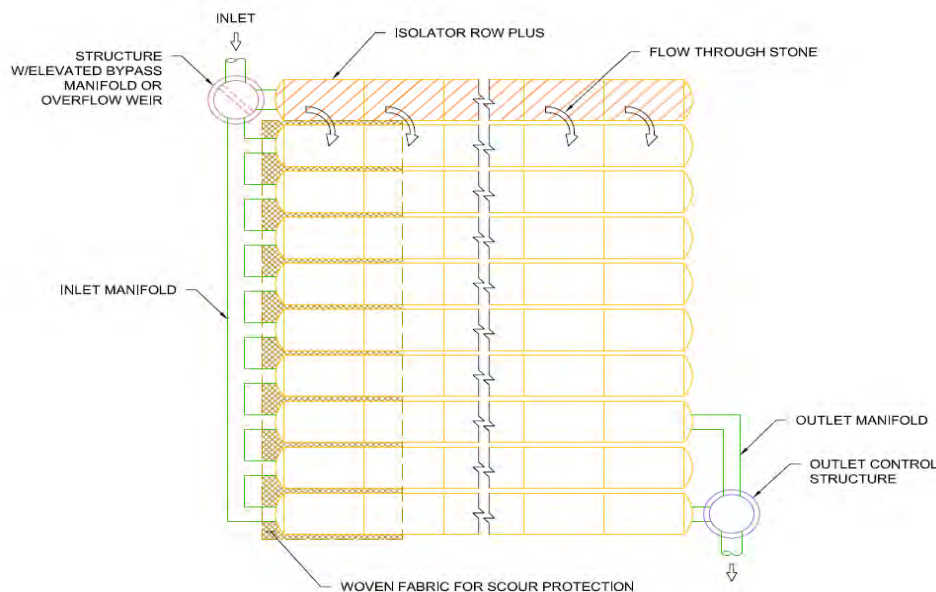 INLET
STRUCTURE
W/ELEVATED BYPASS
MANIFOLD OR
OVERFLOW WEIR
ISOLATOR ROW PLUS
FLOW THROUGH STONE
INLET MANIFOLD
OUTLET MANIFOLD
OUTLET CONTROL
STRUCTURE
WOVEN FABRIC FOR SCOUR PROTECTION